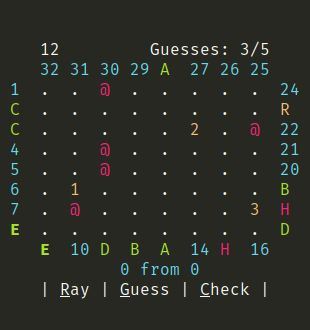 12 Guesses: 3/5
32 31 30 29 A 27 26 25
1 . . @ . . . . . 24
C . . . . . . . . R
C . . . . . 2 . @ 22
4 . . @ . . . . . 21
5 . . @ . . . . . 20
6 . 1 . . . . . . B
7 . @ . . . . . 3 H
E . . . . . . . . D
E 10 D B A 14 H 16
0 from 0
| Ray | Guess | Check |